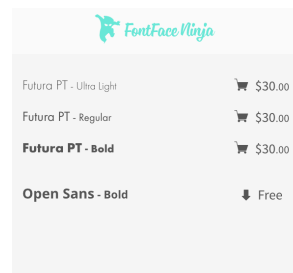 FontFace Ninja
Futura PT - Ultra Light $30.00
Futura PT - Regular $30.00
Futura PT - Bold $30.00
Open Sans - Bold Free